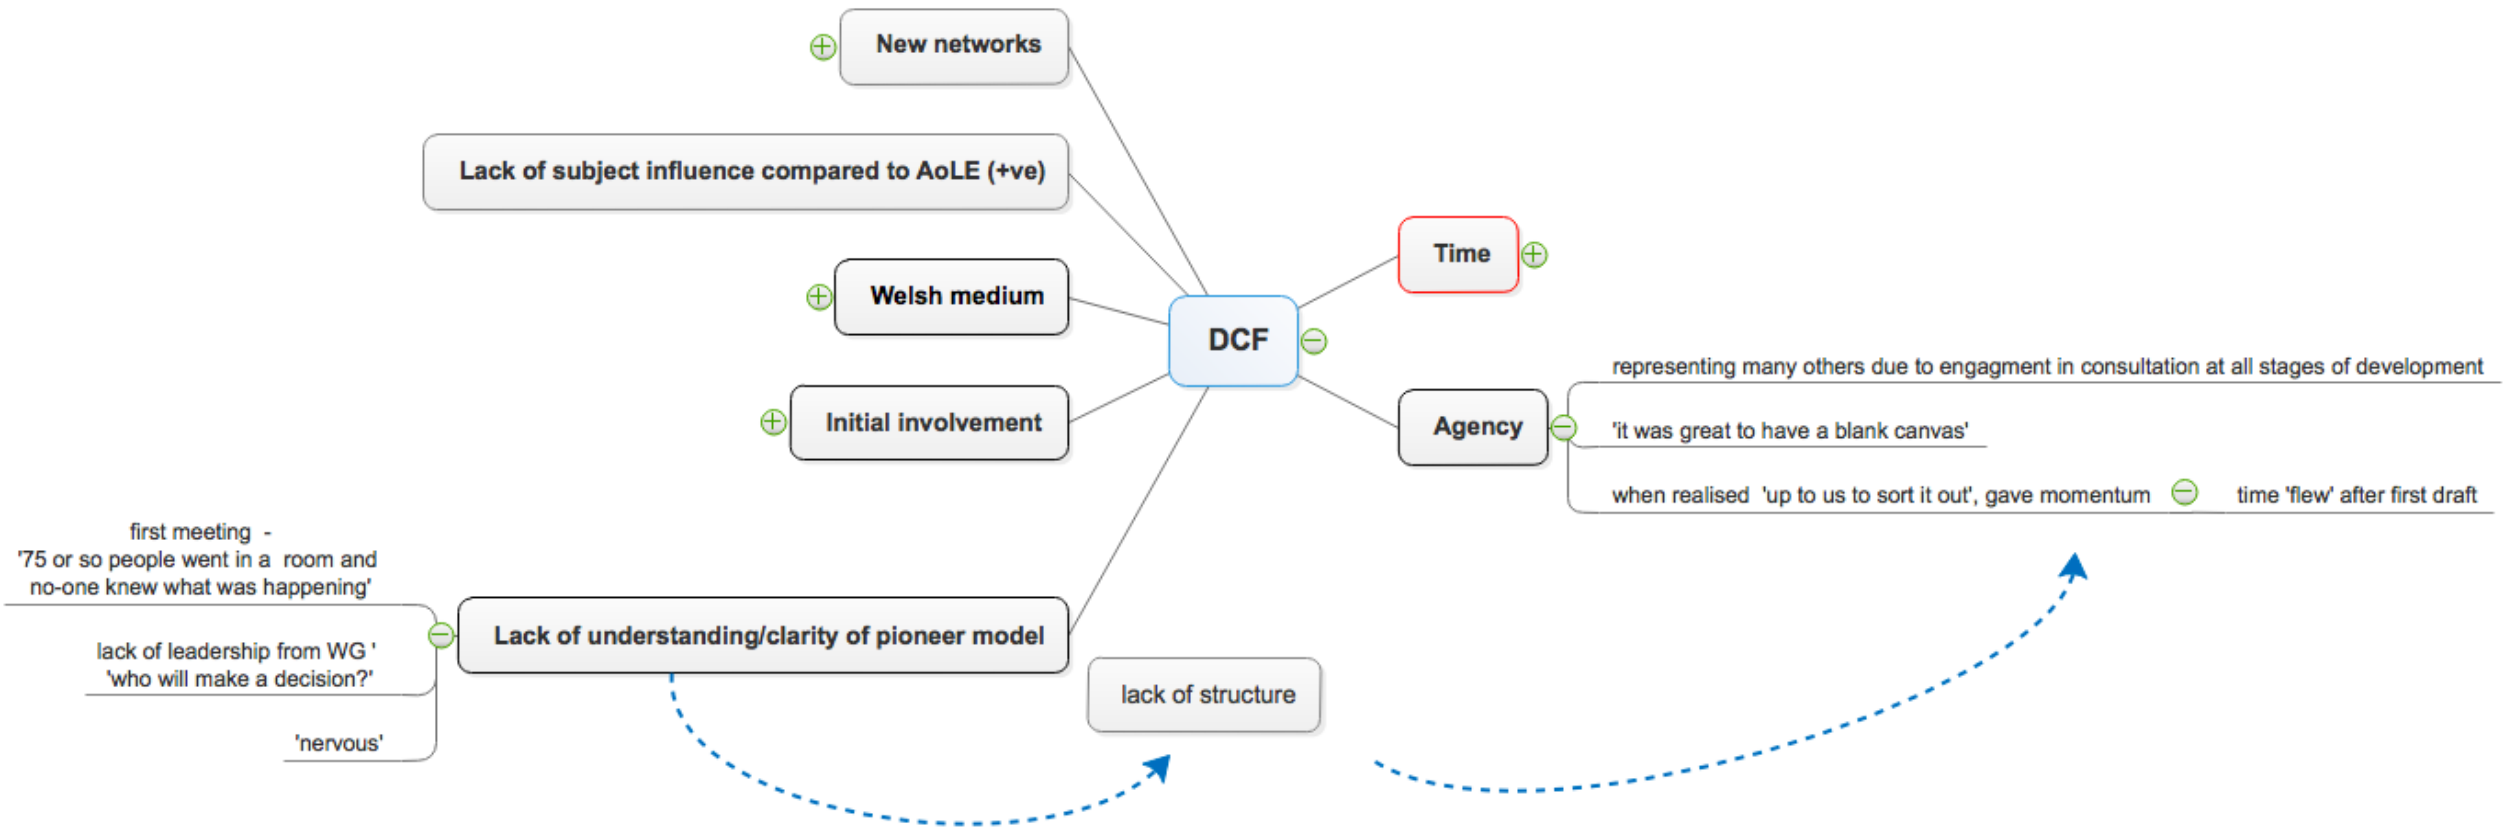 New networks
Lack of subject influence compared to AoLE (+ve)
Welsh medium
Initial involvement
Lack of understanding/clarity of pioneer model
first meeting -
'75 or so people went in a room and
no-one knew what was happening'
lack of leadership from WG '
'who will make a decision?'
'nervous'
lack of structure
DCF
Time
Agency
representing many others due to engagment in consultation at all stages of development
'it was great to have a blank canvas'
when realised 'up to us to sort it out', gave momentum
time 'flew' after first draft